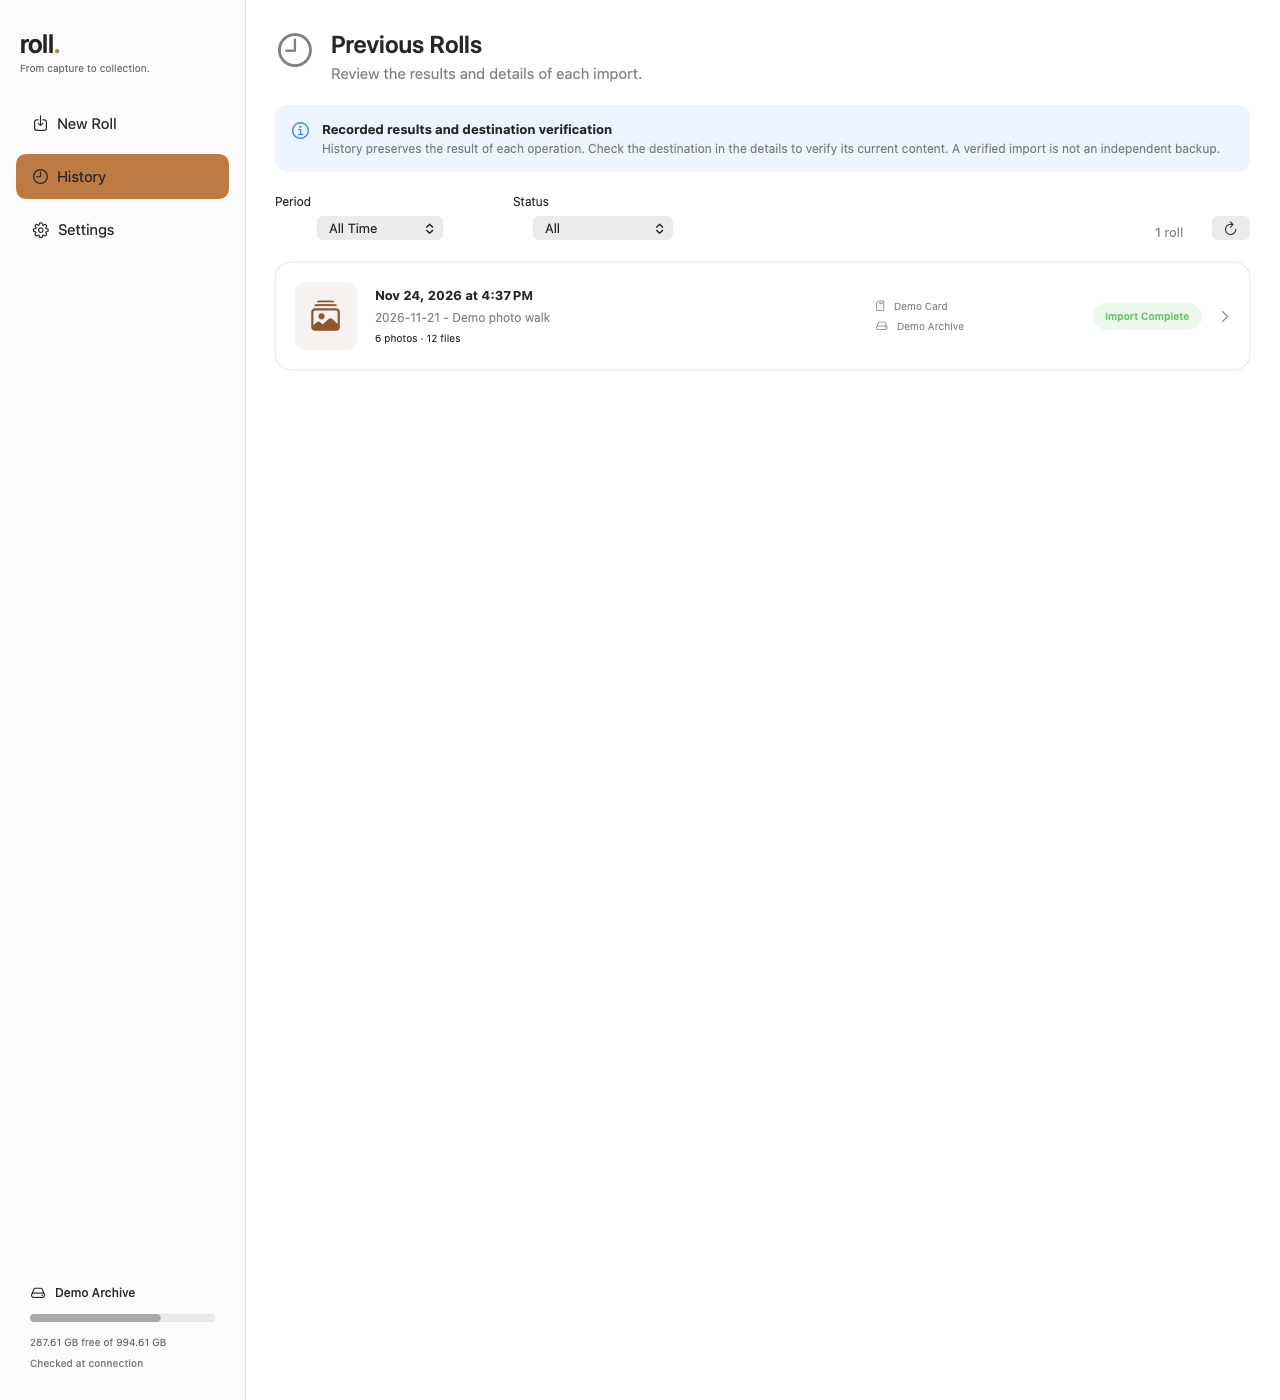 roll.
From capture to collection.
New Roll
History
Settings
Previous Rolls
Review the results and details of each import.
Recorded results and destination verification
History preserves the result of each operation. Check the destination in the details to verify its current content. A verified import is not an independent backup.
Period
Status
All Time
All
1 roll
Nov 24, 2026 at 4:37 PM
2026-11-21 - Demo photo walk
6 photos · 12 files
Demo Card
Demo Archive
Import Complete
Demo Archive
287.61 GB free of 994.61 GB
Checked at connection